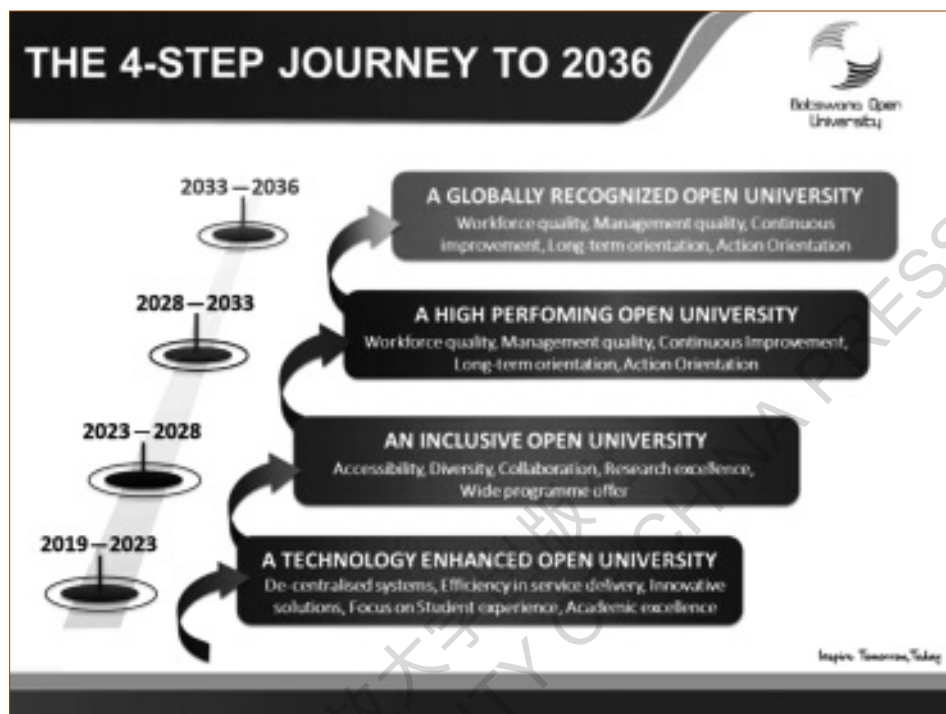 THE 4-STEP JOURNEY TO 2036
Botswana Open
University
2033 – 2036
A GLOBALLY RECOGNIZED OPEN UNIVERSITY
Workforce quality, Management quality, Continuous
improvement, Long-term orientation, Action Orientation
2028 – 2033
A HIGH PERFOMING OPEN UNIVERSITY
Workforce quality, Management quality, Continuous Improvement,
Long-term orientation, Action Orientation
2023 – 2028
AN INCLUSIVE OPEN UNIVERSITY
Accessibility, Diversity, Collaboration, Research excellence,
Wide programme offer
2019 – 2023
A TECHNOLOGY ENHANCED OPEN UNIVERSITY
De-centralised systems, Efficiency in service delivery, Innovative
solutions, Focus on Student experience, Academic excellence
Inspire Tomorrow, Today